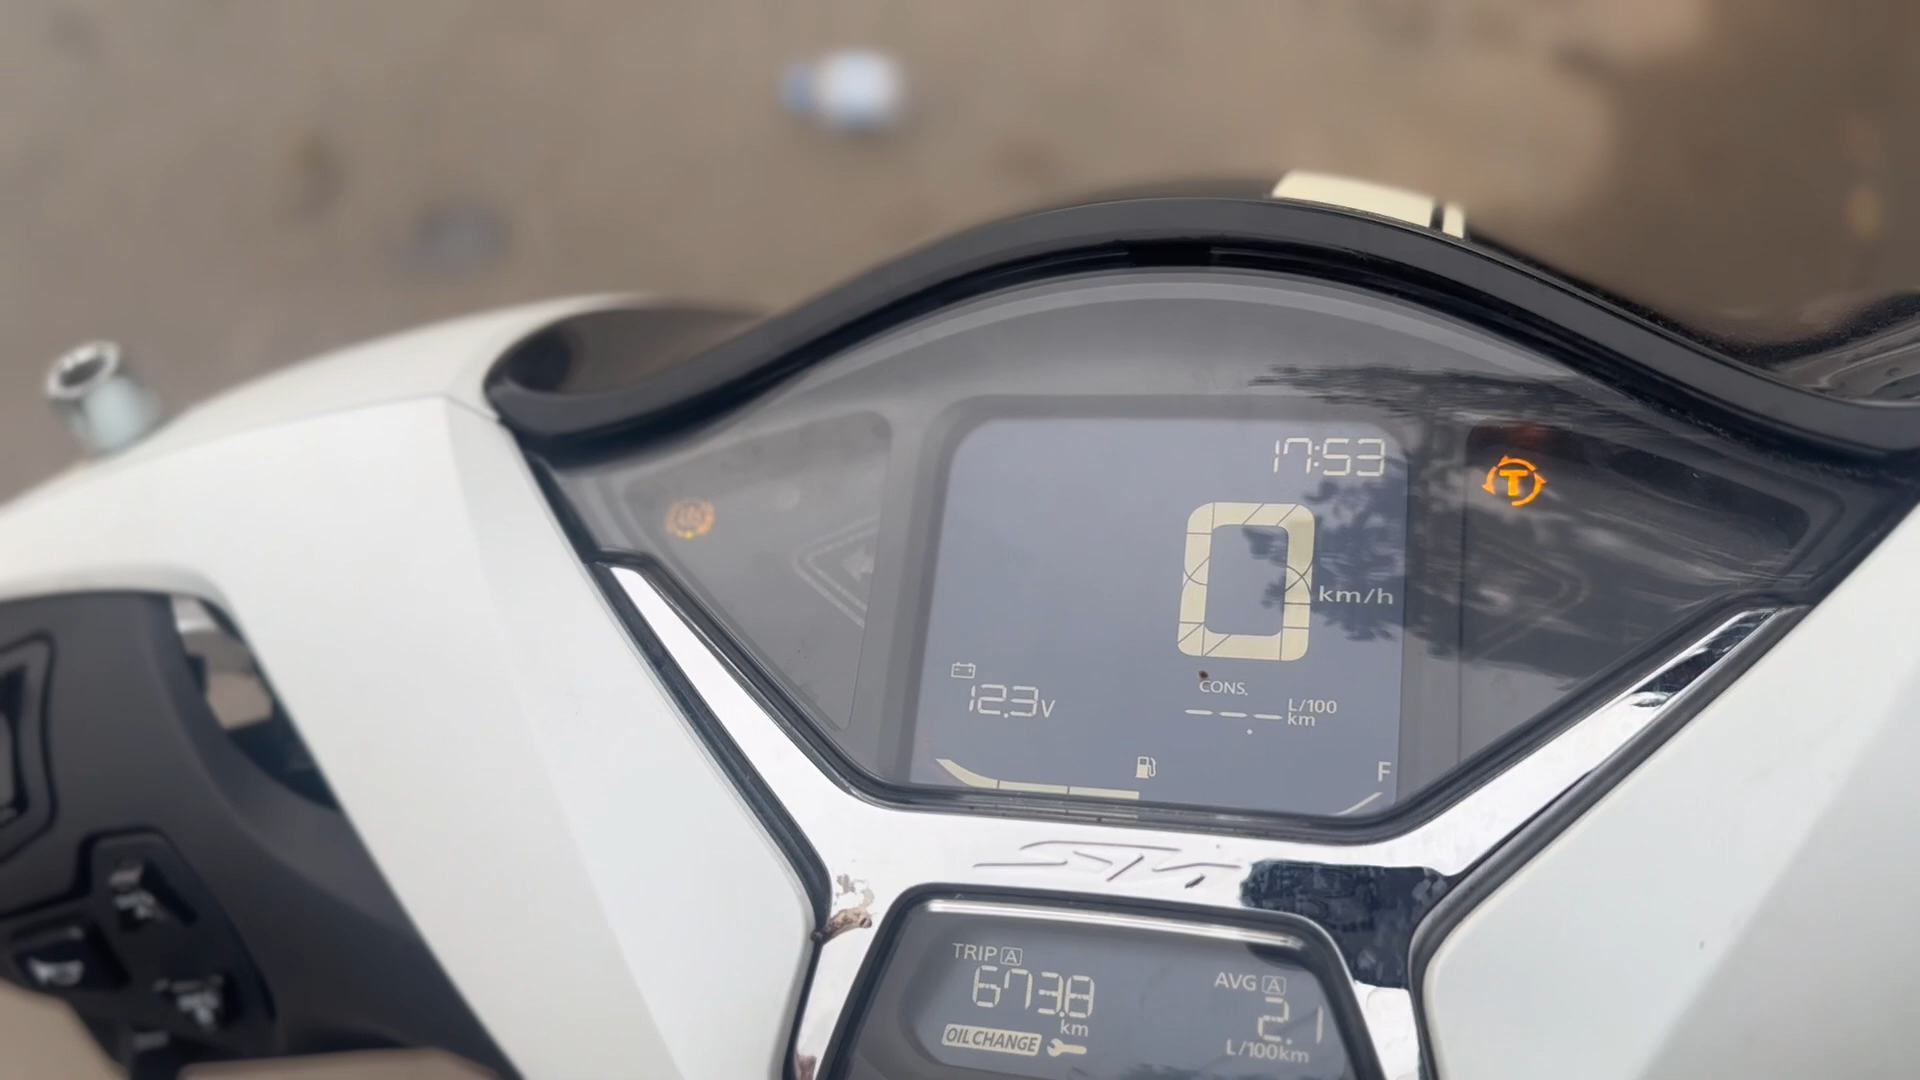 17:53
0
km/h
12.3V
CONS.
---
L/100
km
F
TRIP A
673.8
km
OIL CHANGE
AVG A
2.1
L/100km